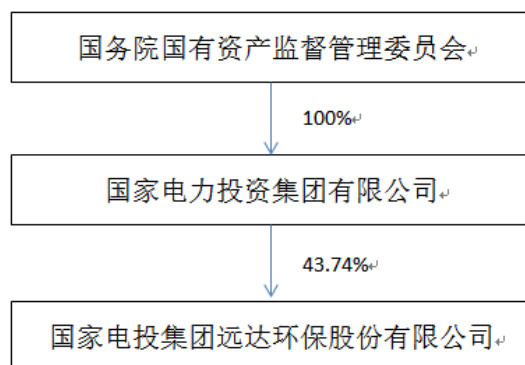 国务院国有资产监督管理委员会
100%
国家电力投资集团有限公司
43.74%
国家电投集团远达环保股份有限公司